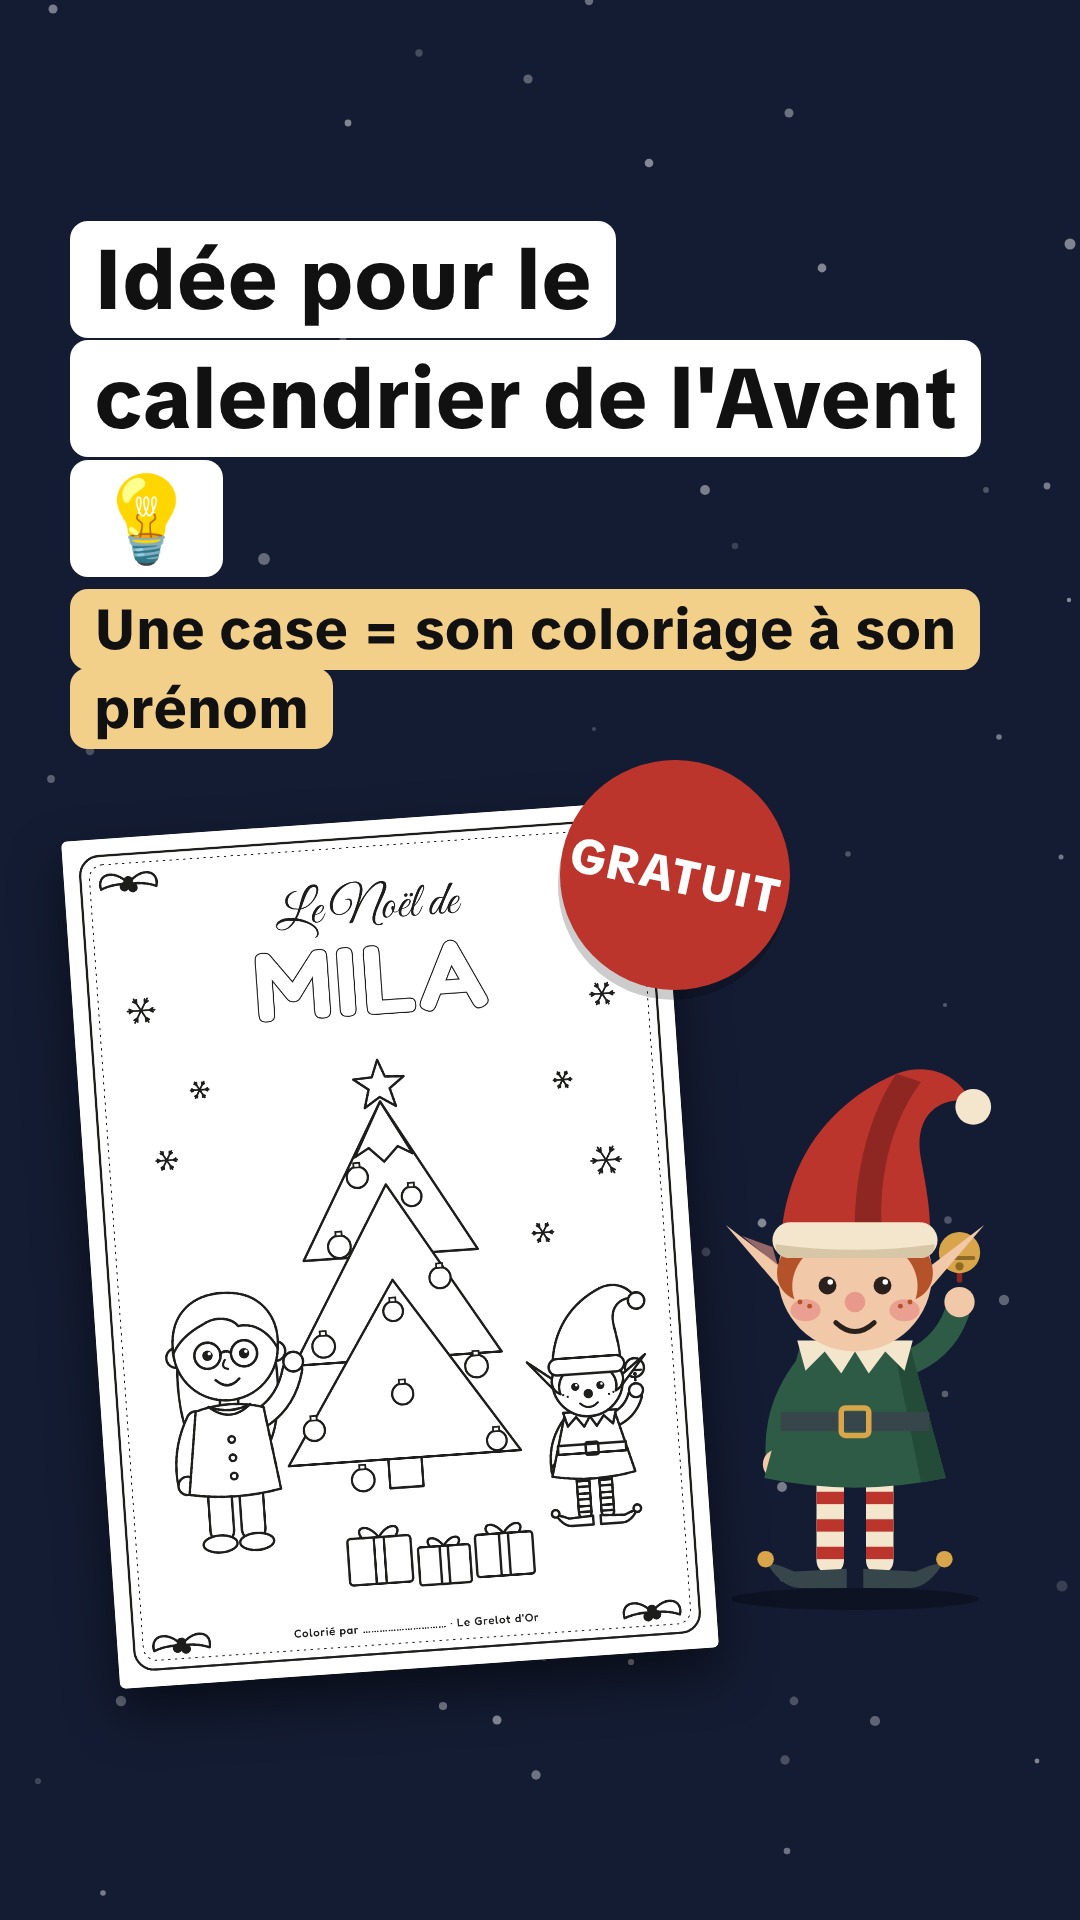 Idée pour le
calendrier de l'Avent
💡
Une case = son coloriage à son
prénom
GRATUIT
Le Noël de
MILA
Colorié par .............................. · Le Grelot d'Or